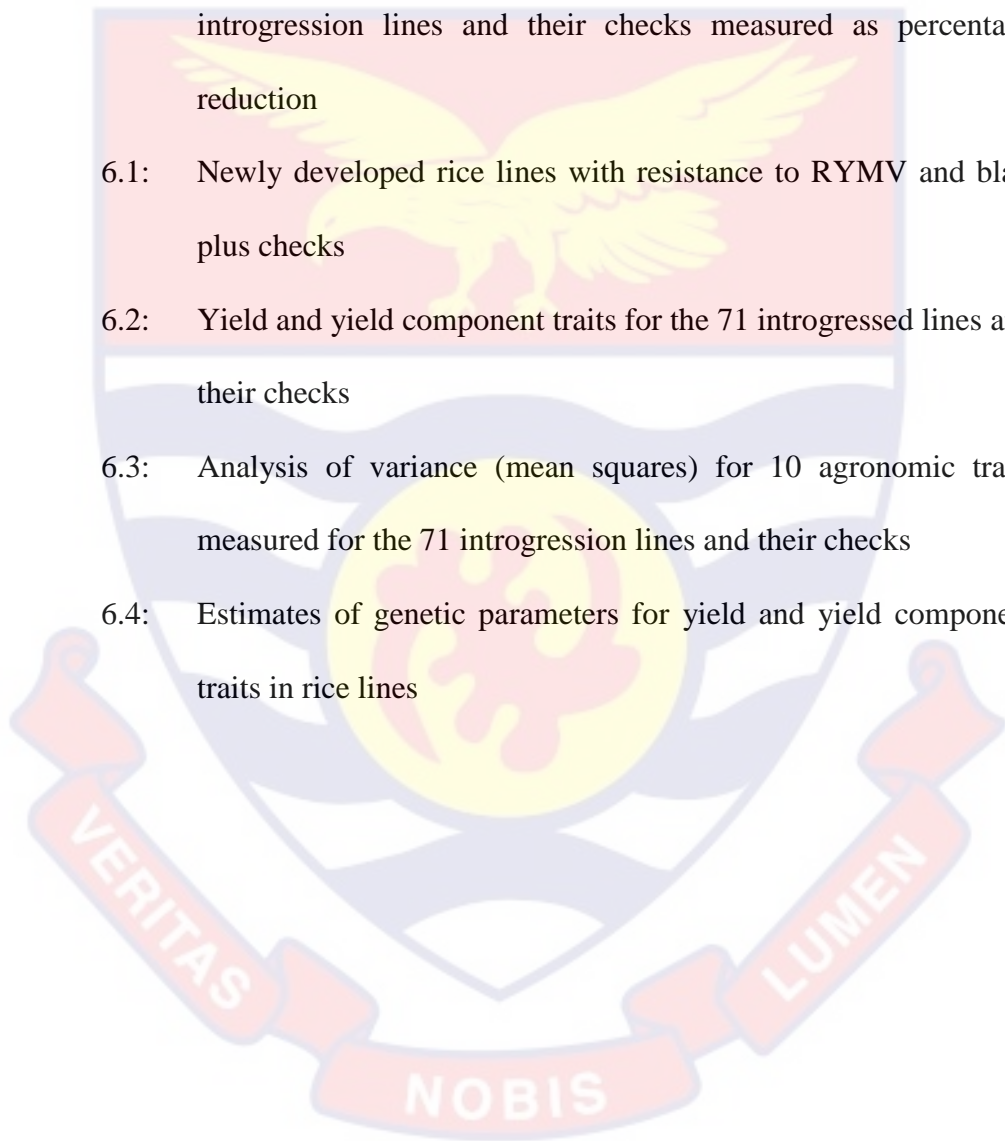 introgression lines and their checks measured as percenta
reduction
6.1: Newly developed rice lines with resistance to RYMV and bla
plus checks
6.2: Yield and yield component traits for the 71 introgressed lines a
their checks
6.3: Analysis of variance (mean squares) for 10 agronomic tra
measured for the 71 introgression lines and their checks
6.4: Estimates of genetic parameters for yield and yield compone
traits in rice lines
VERITAS
NOBIS
LUMEN